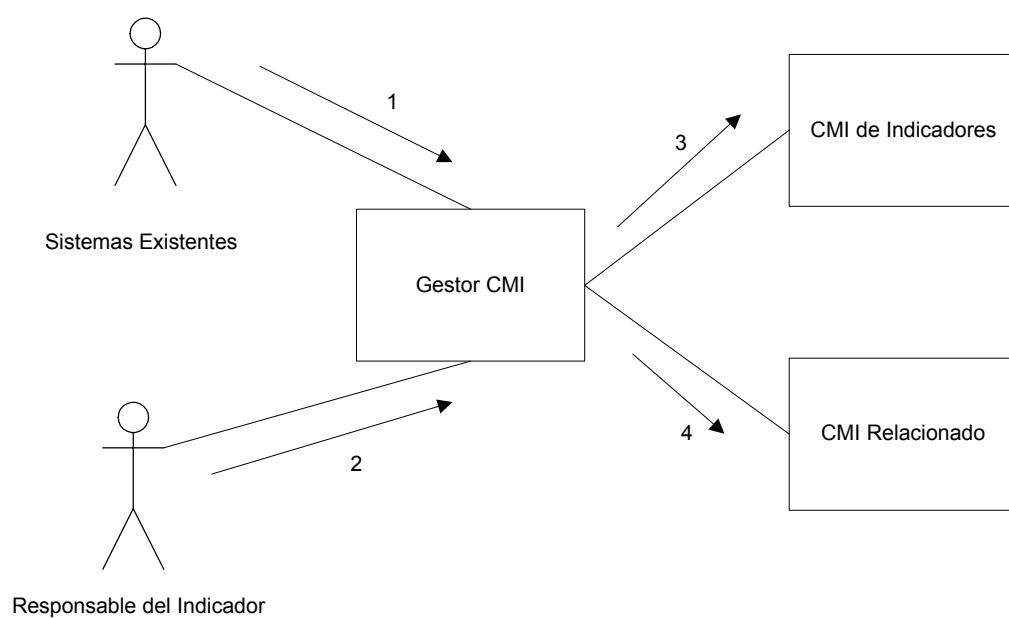 1
3
CMI de Indicadores
Sistemas Existentes
Gestor CMI
4
CMI Relacionado
2
Responsable del Indicador